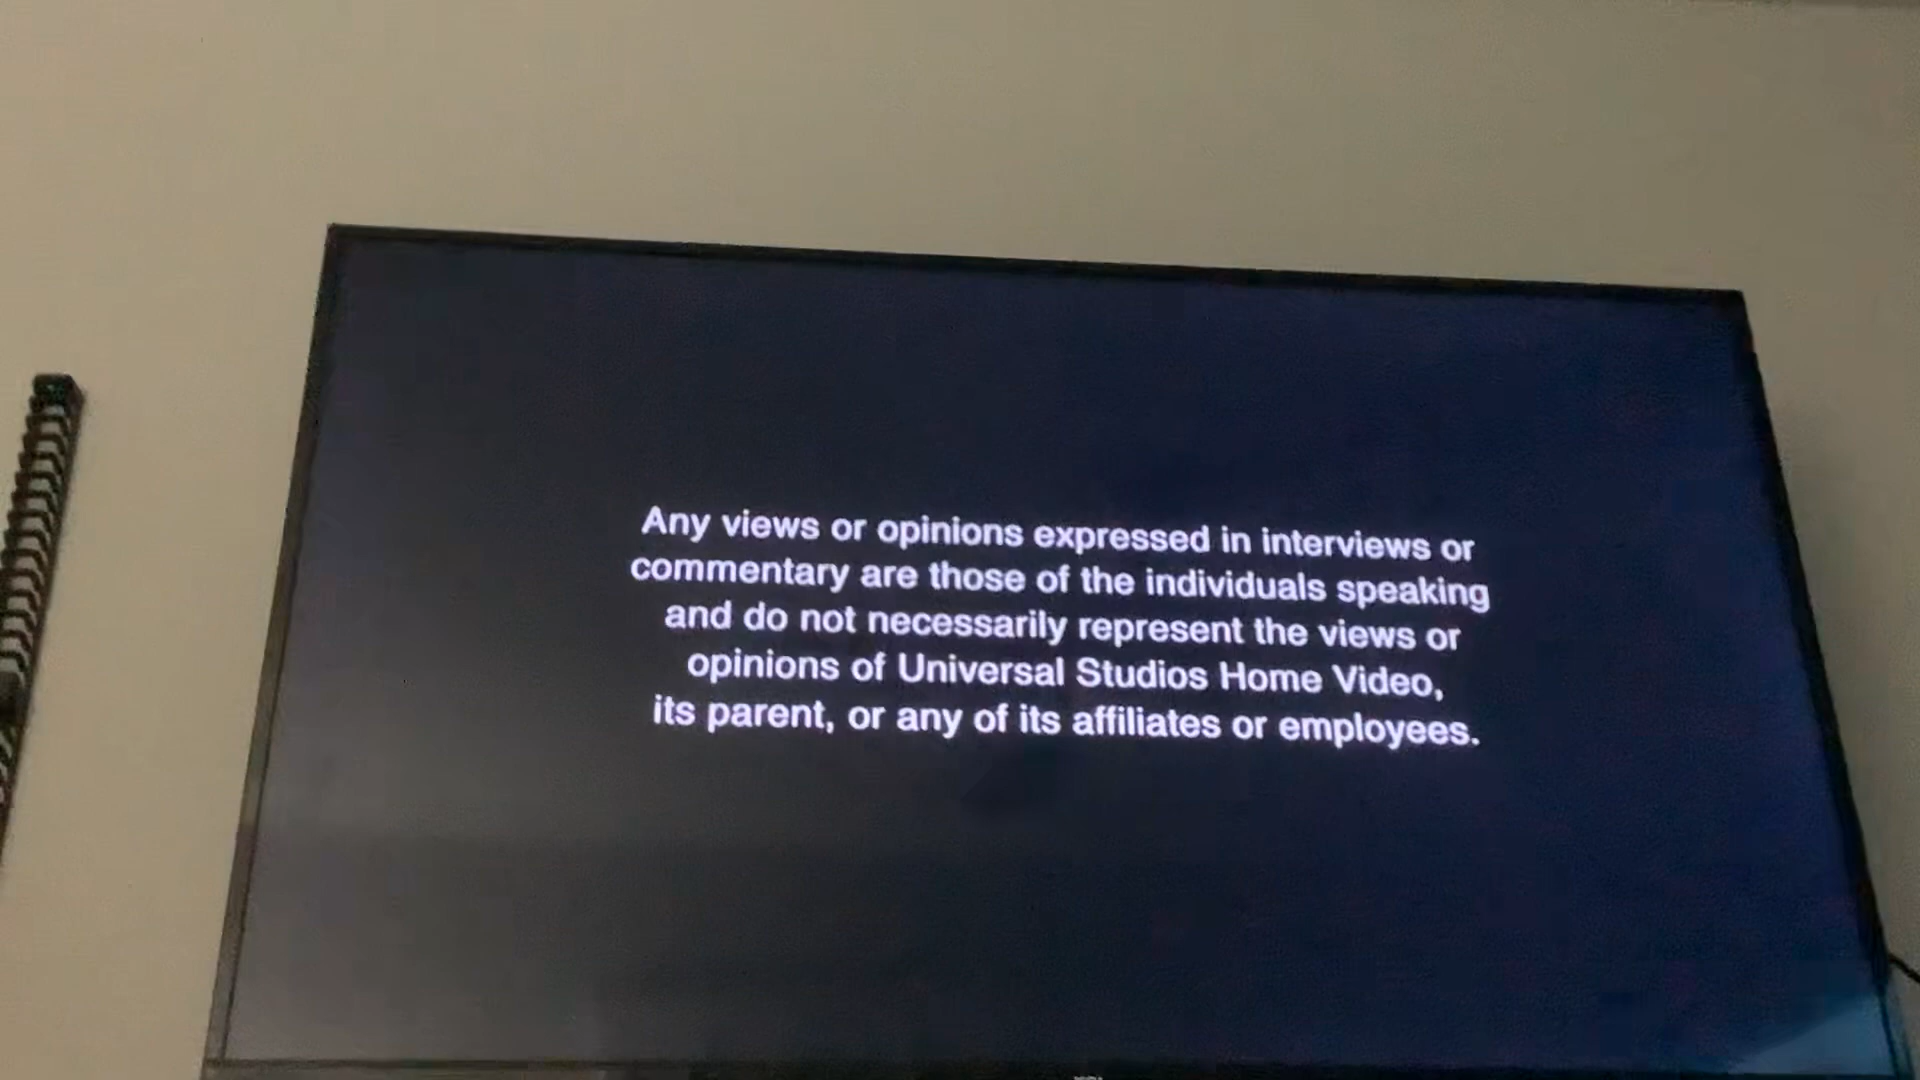 Any views or opinions expressed in interviews or
commentary are those of the individuals speaking
and do not necessarily represent the views or
opinions of Universal Studios Home Video,
its parent, or any of its affiliates or employees.